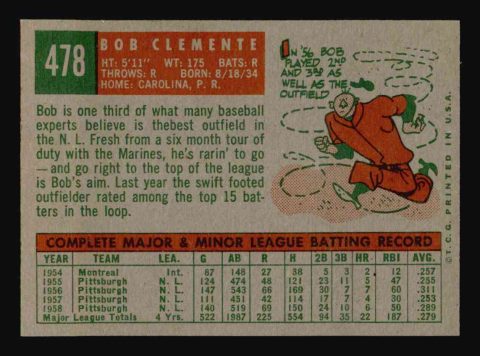 478
BOB CLEMENTE
HT: 5'11" WT: 175 BATS: R
THROWS: R BORN: 8/18/34
HOME: CAROLINA, P. R.
IN '56 BOB
PLAYED 2ND
AND 3RD AS
WELL AS THE
OUTFIELD
Bob is one third of what many baseball
experts believe is thebest outfield in
the N. L. Fresh from a six month tour of
duty with the Marines, he's rarin' to go
—and go right to the top of the league
is Bob's aim. Last year the swift footed
outfielder rated among the top 15 bat-
ters in the loop.
© T. C. G. PRINTED IN U.S.A.
COMPLETE MAJOR & MINOR LEAGUE BATTING RECORD
YEAR TEAM LEA. G AB R H 2B 3B HR RBI AVG.
1954 Montreal Int. 87 148 27 38 5 3 2 12 .257
1955 Pittsburgh N. L. 124 474 48 121 23 11 5 47 .255
1956 Pittsburgh N. L. 147 543 66 169 30 7 7 60 .311
1957 Pittsburgh N. L. 111 451 42 114 17 7 4 30 .253
1958 Pittsburgh N. L. 140 519 69 150 24 10 6 50 .289
Major League Totals 4 Yrs. 522 1987 225 554 94 35 22 187 .279